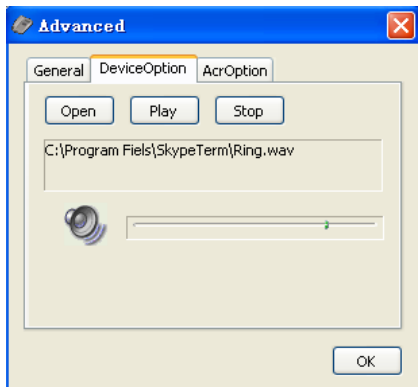 Advanced
General DeviceOption AcrOption
Open Play Stop
C:\Program Fiels\SkypeTerm\Ring.wav
OK